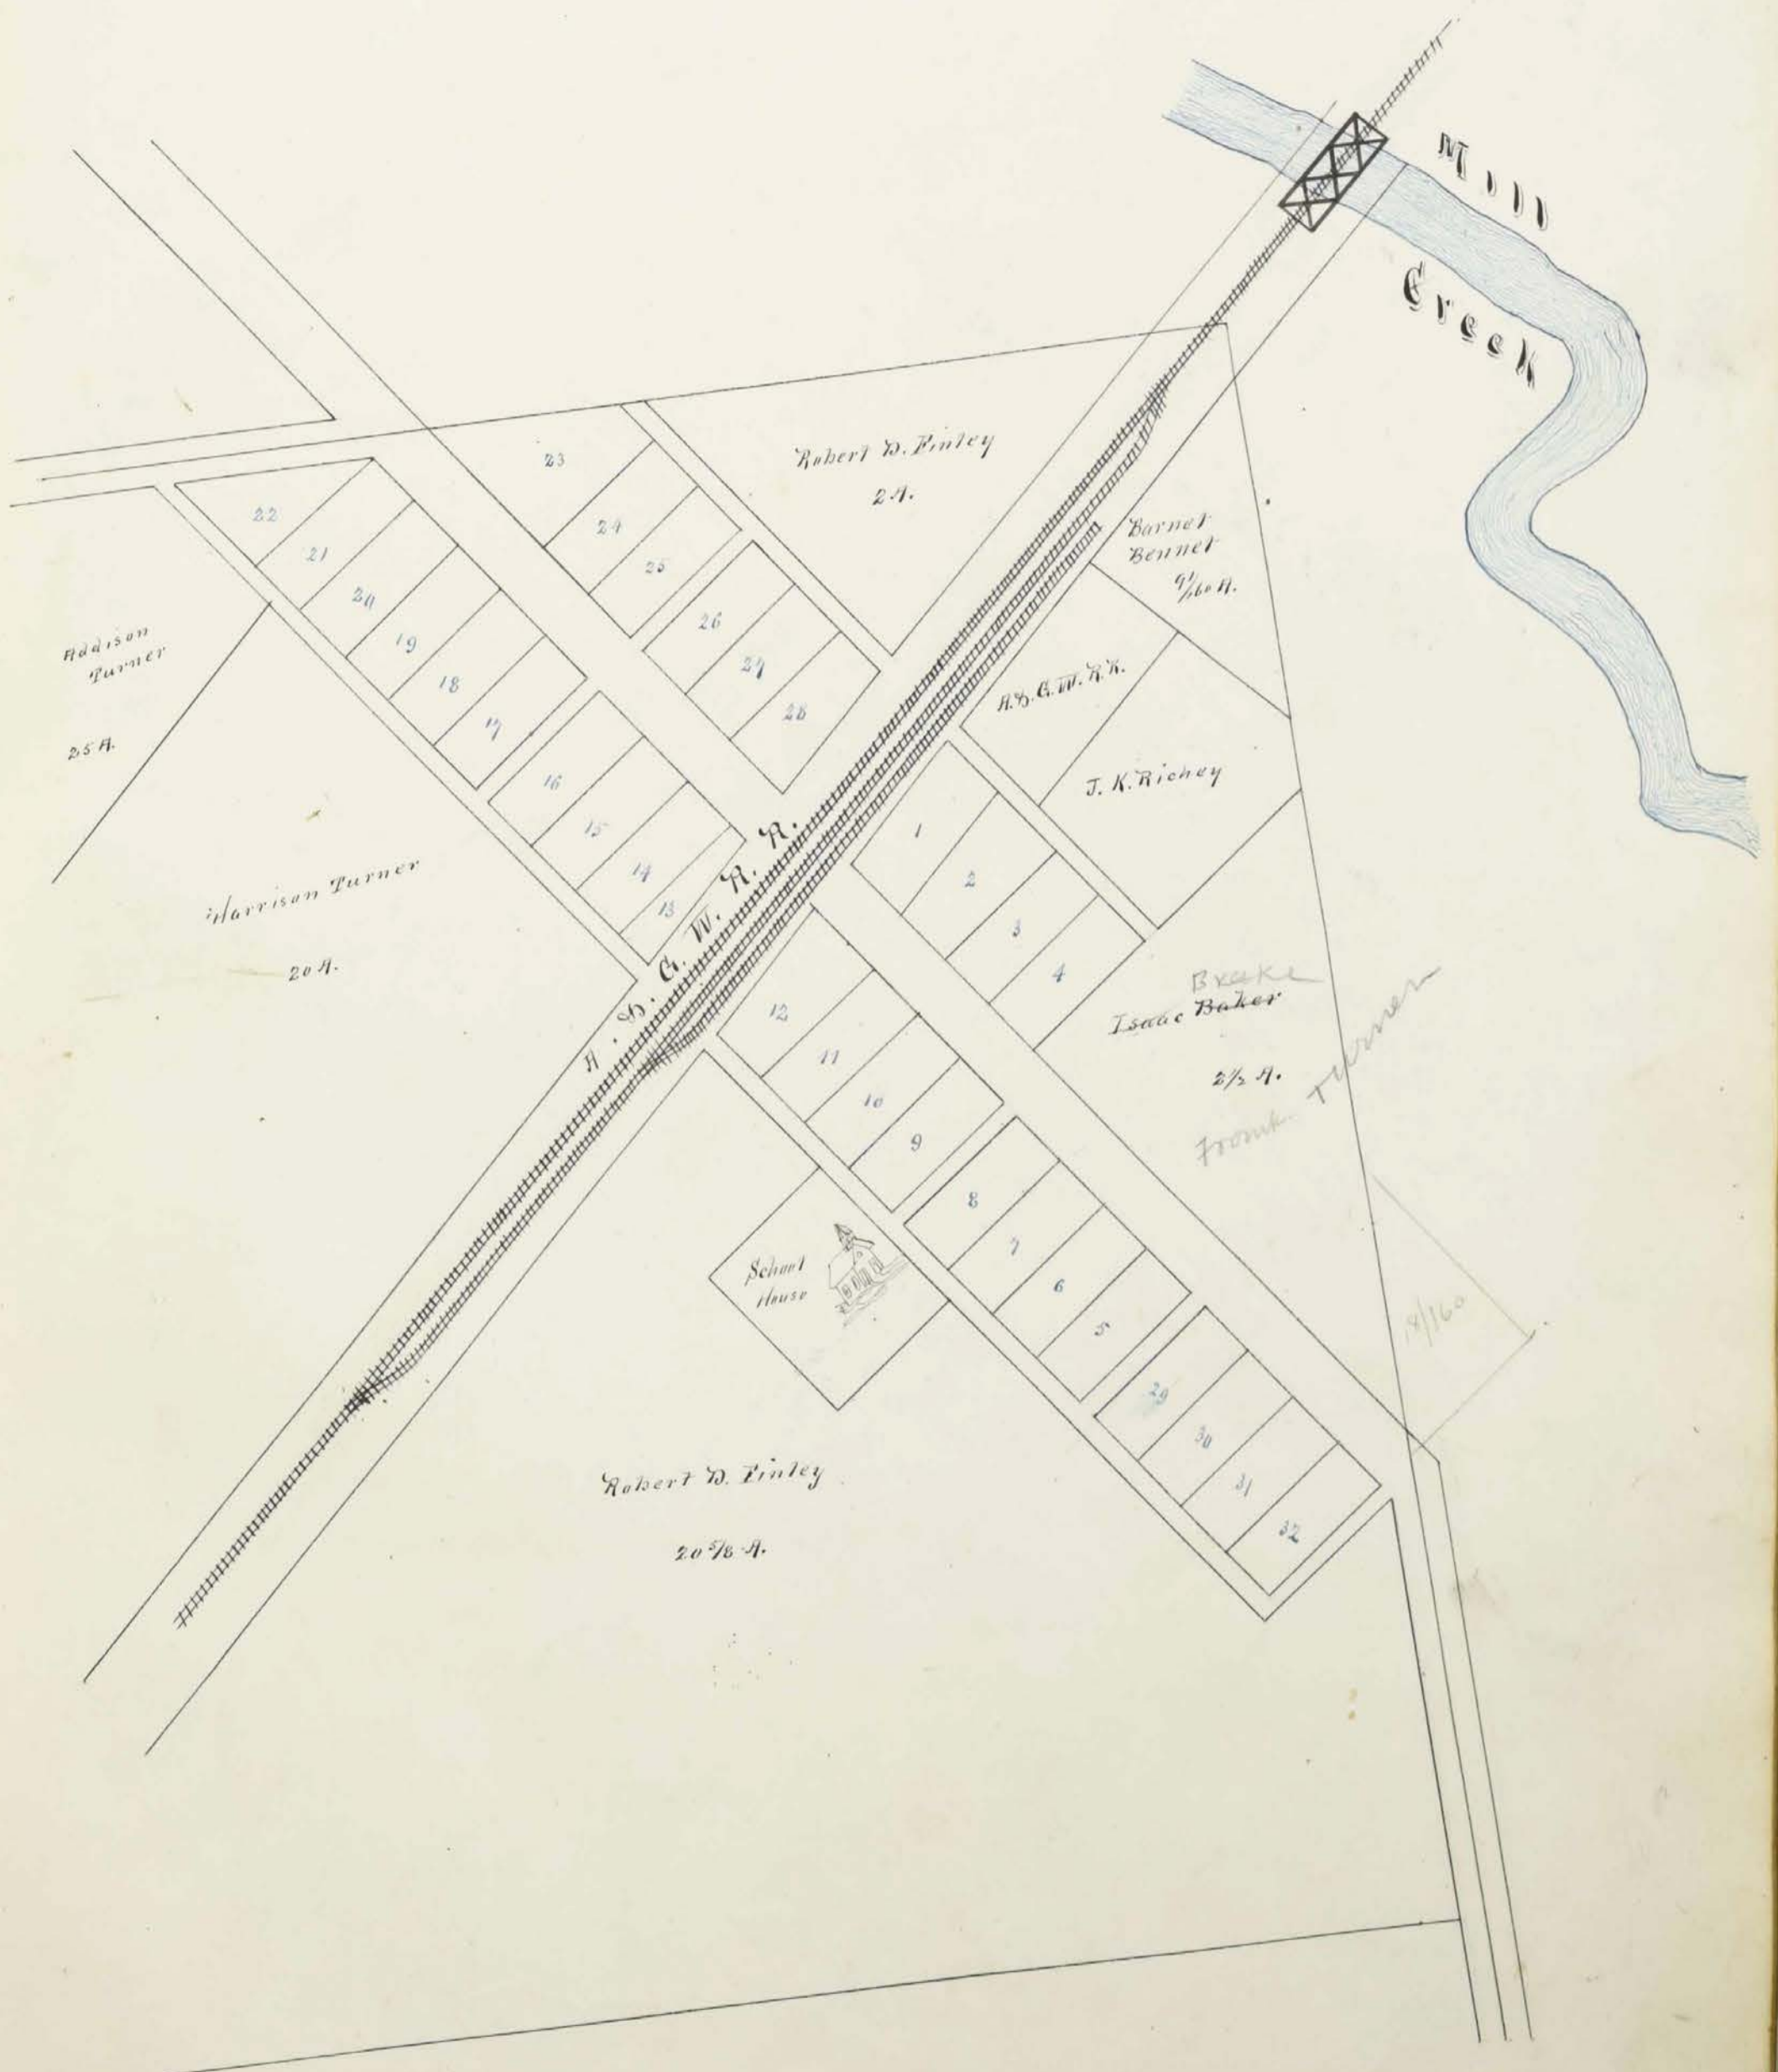 Mill
Creek
Robert D. Finley
2 A.
23
24
25
26
27
28
22
21
20
19
18
17
16
15
14
13
Barnet
Bennet
91/160 A.
A. & G. W. R. R.
J. K. Richey
Addison
Turner
25 A.
Harrison Turner
20 A.
A. & G. W. R. R.
1
2
3
4
Brake
Isaac Baker
2 1/2 A.
Frank Turner
12
11
10
9
8
7
6
5
School
House
18/160
29
30
31
32
Robert D. Finley
20 5/8 A.